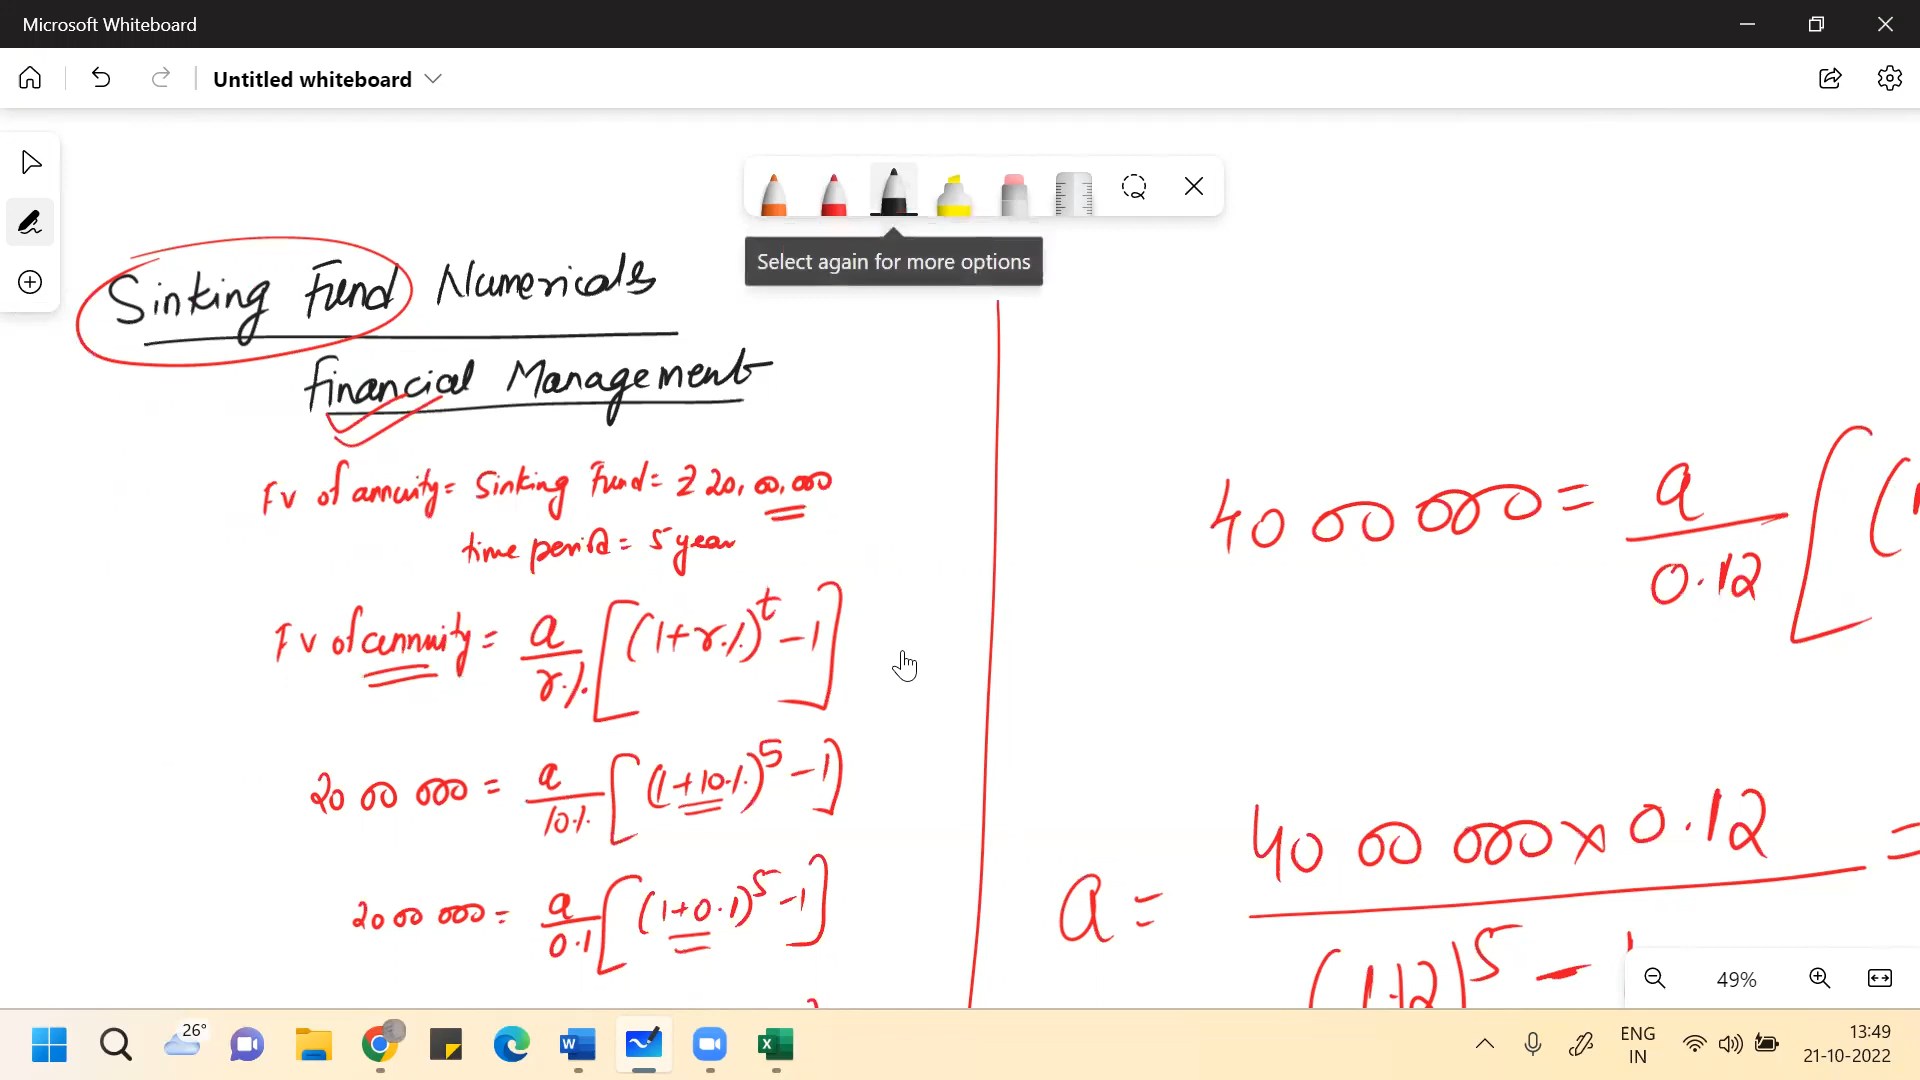 Microsoft Whiteboard
Untitled whiteboard
Select again for more options
Sinking Fund Numericals
Financial Management
FV of annuity = Sinking Fund = ₹ 20,00,000
time period = 5 year
FV of annuity = a/r% [(1+r%)^t - 1]
20 00 000 = a/10% [(1+10%)^5 - 1]
20 00 000 = a/0.1 [(1+0.1)^5 - 1]
40 00 000 = a/0.12 [(
a = 40 00 000 × 0.12 =
(1.12)^5 -
49%
26°
ENG
IN
13:49
21-10-2022